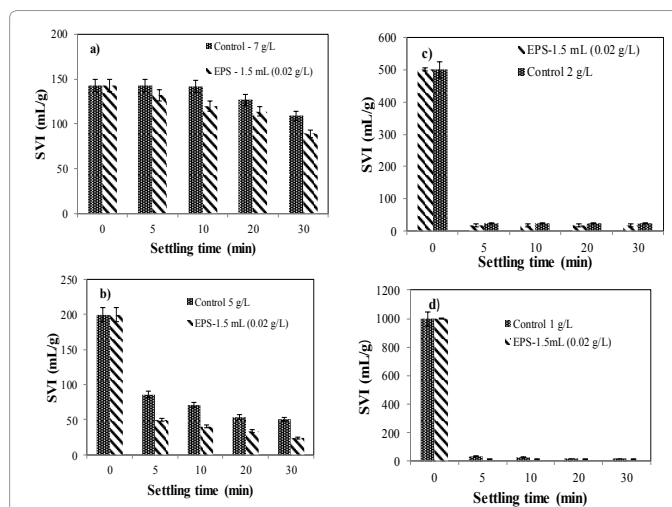 a)
Control - 7 g/L
EPS - 1.5 mL (0.02 g/L)
SVI (mL/g)
200
150
100
50
0
0 5 10 20 30
Settling time (min)
b)
Control 5 g/L
EPS-1.5 mL (0.02 g/L)
SVI (mL/g)
250
200
150
100
50
0
0 5 10 20 30
Settling time (min)
c)
EPS-1.5 mL (0.02 g/L)
Control 2 g/L
SVI (mL/g)
600
500
400
300
200
100
0
0 5 10 20 30
Settling time (min)
d)
Control 1 g/L
EPS-1.5mL (0.02 g/L)
SVI (mL/g)
1200
1000
800
600
400
200
0
0 5 10 20 30
Settling time (min)